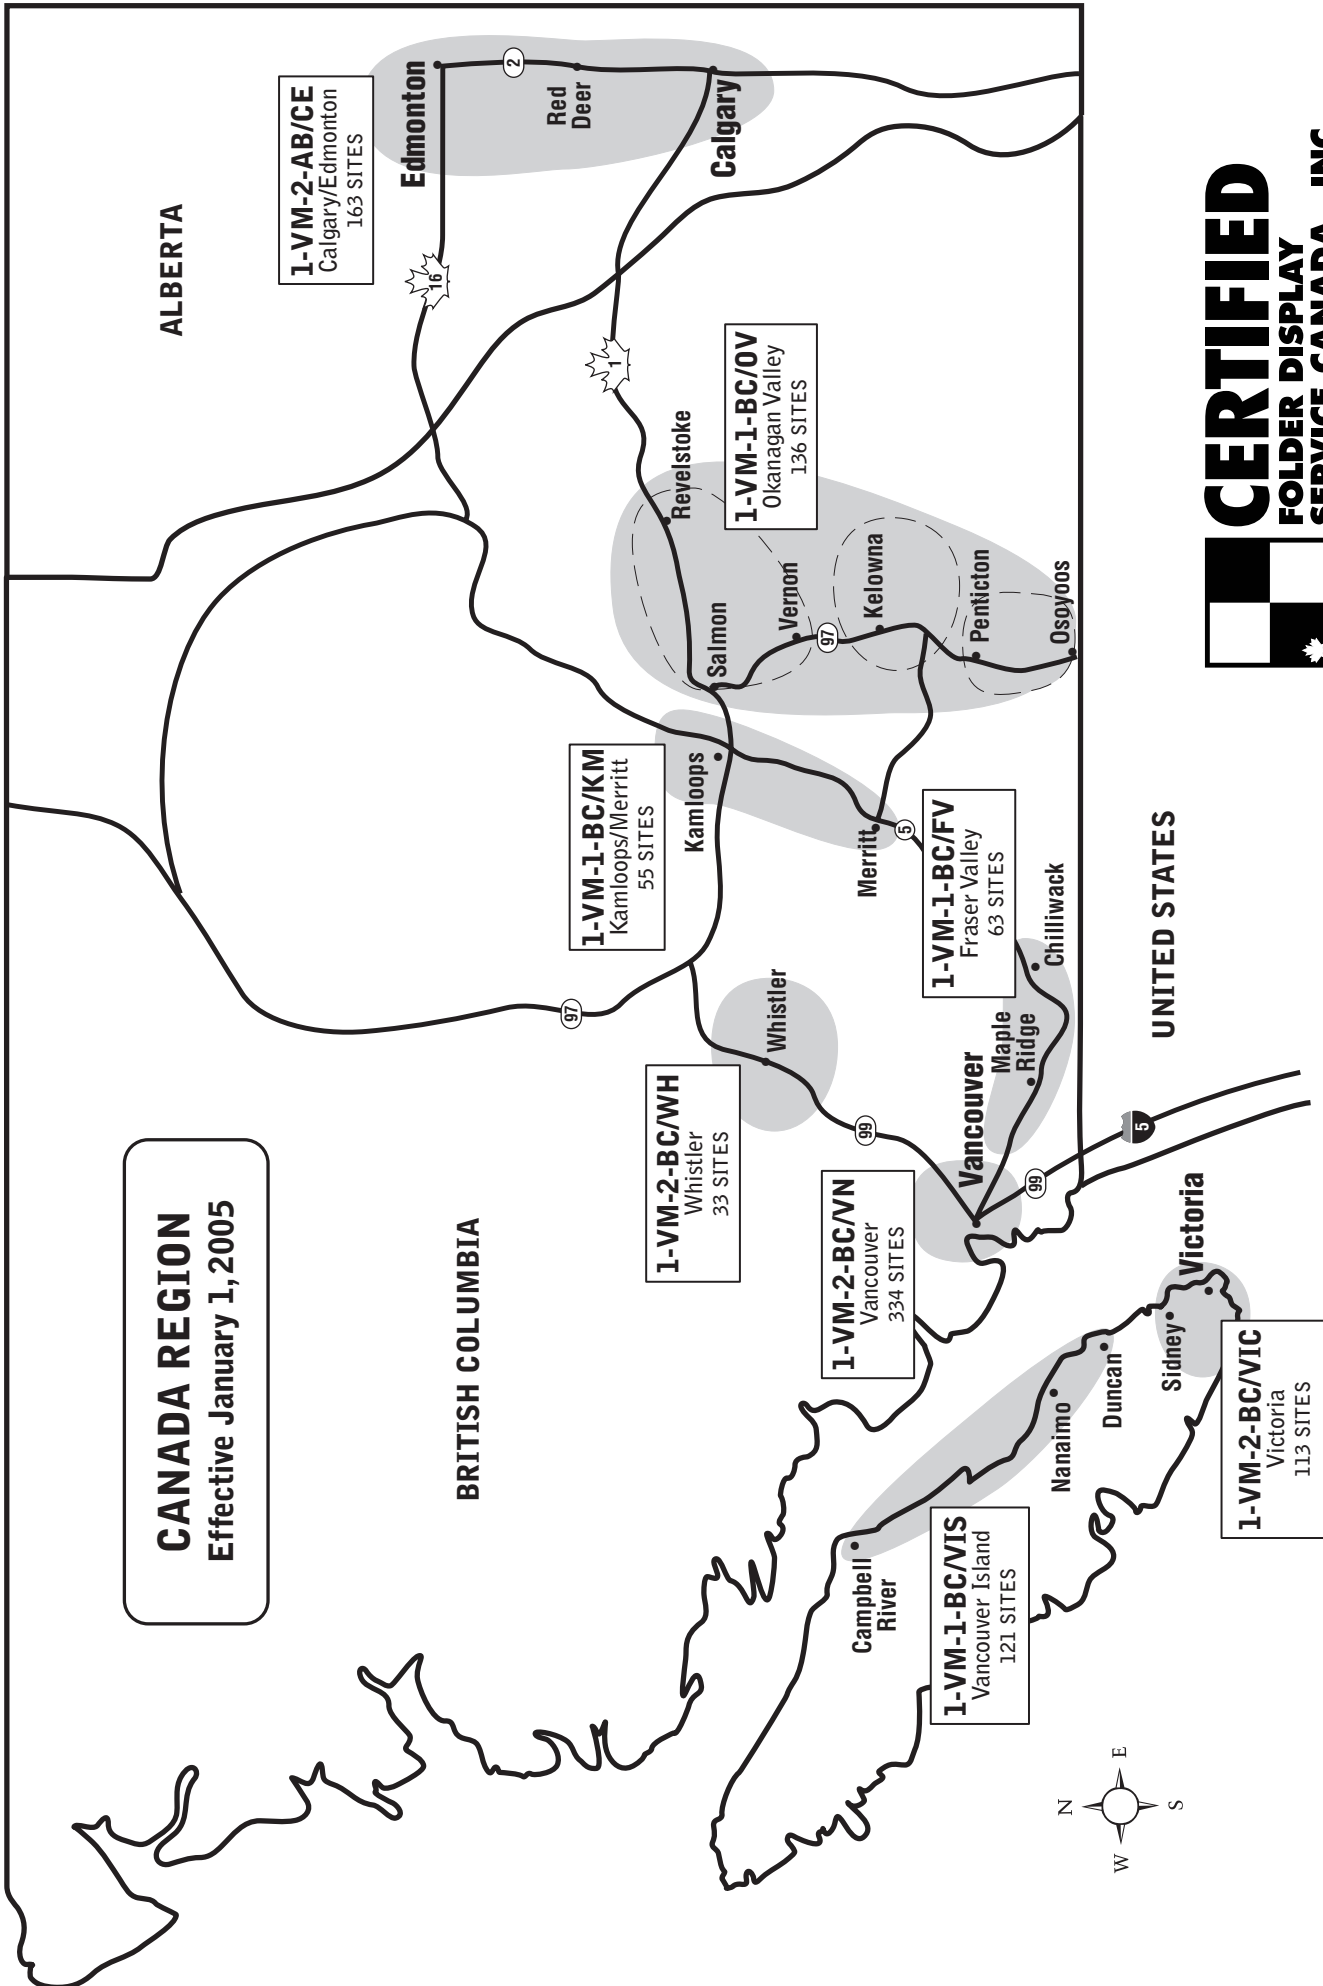 CANADA REGION
Effective January 1, 2005
ALBERTA
BRITISH COLUMBIA
UNITED STATES
1-VM-2-AB/CE
Calgary/Edmonton
163 SITES
Edmonton
2
Red
Deer
Calgary
16
1
1-VM-1-BC/OV
Okanagan Valley
136 SITES
Revelstoke
Salmon
Vernon
97
Kelowna
Penticton
Osoyoos
1-VM-1-BC/KM
Kamloops/Merritt
55 SITES
Kamloops
Merritt
5
1-VM-1-BC/FV
Fraser Valley
63 SITES
Chilliwack
Maple
Ridge
97
1-VM-2-BC/WH
Whistler
33 SITES
Whistler
99
1-VM-2-BC/VN
Vancouver
334 SITES
Vancouver
99
5
1-VM-1-BC/VIS
Vancouver Island
121 SITES
Campbell
River
Nanaimo
Duncan
Sidney
Victoria
1-VM-2-BC/VIC
Victoria
113 SITES
N
W
E
S
CERTIFIED
FOLDER DISPLAY
SERVICE CANADA, INC